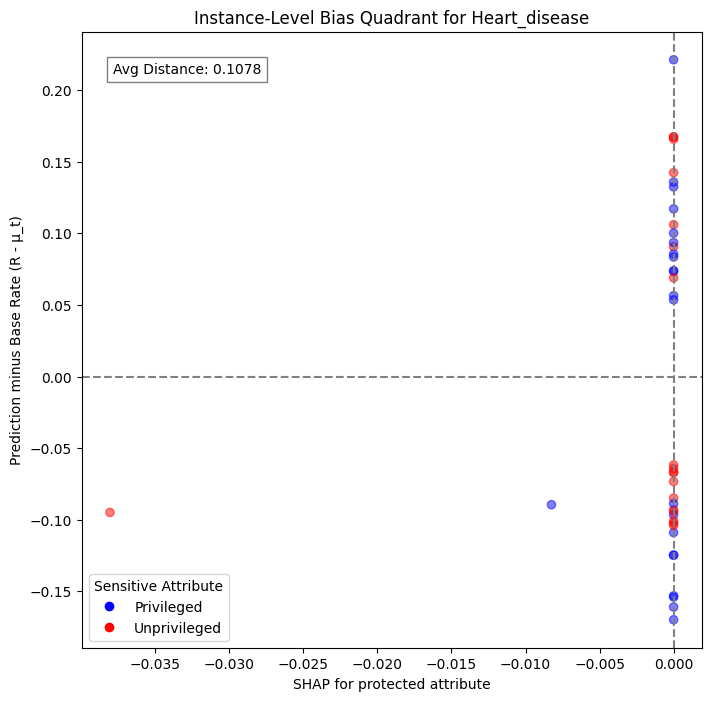 Instance-Level Bias Quadrant for Heart_disease
Avg Distance: 0.1078
Prediction minus Base Rate (R - μ_t)
0.20
0.15
0.10
0.05
0.00
−0.05
−0.10
−0.15
Sensitive Attribute
Privileged
Unprivileged
−0.035 −0.030 −0.025 −0.020 −0.015 −0.010 −0.005 0.000
SHAP for protected attribute